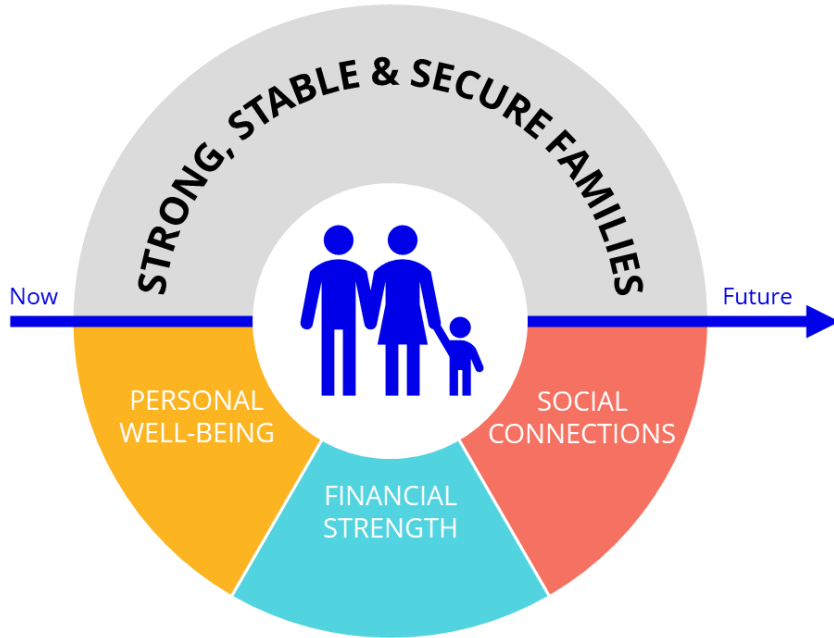 STRONG, STABLE & SECURE FAMILIES
Now
Future
PERSONAL
WELL-BEING
SOCIAL
CONNECTIONS
FINANCIAL
STRENGTH